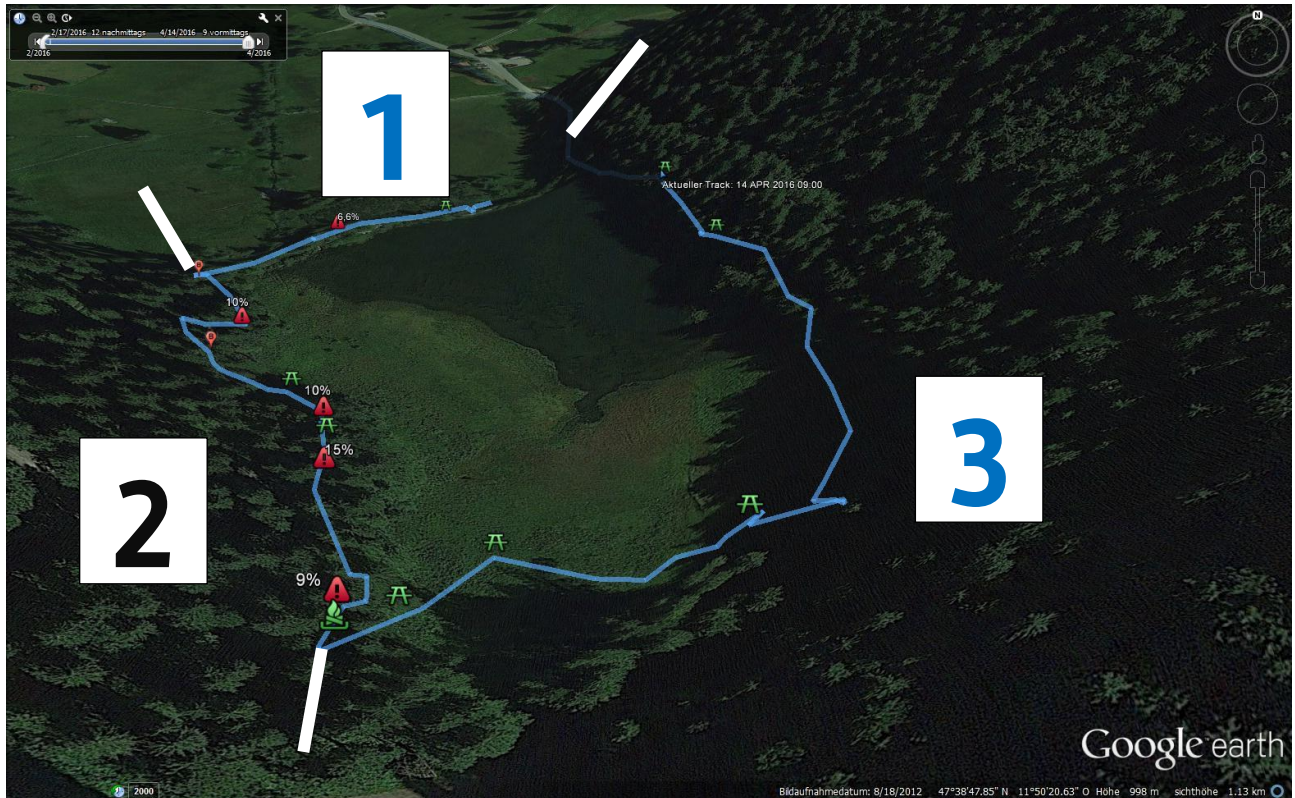 2/17/2016 12 nachmittags 4/14/2016 9 vormittags
2/2016 4/2016
N
1
Aktueller Track: 14 APR 2016 09:00
6,6%
B
10%
B
10%
15%
2
3
9%
Google earth
2000
Bildaufnahmedatum: 8/18/2012 47°38'47.85" N 11°50'20.63" O Höhe 998 m sichthöhe 1.13 km